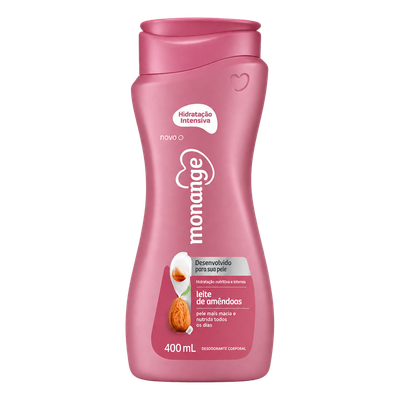 Hidratação
Intensiva
novo
monange
Desenvolvido
para sua pele
Hidratação nutritiva e intensa
leite
de amêndoas
pele mais macia e
nutrida todos
os dias
400 mL
DESODORANTE CORPORAL